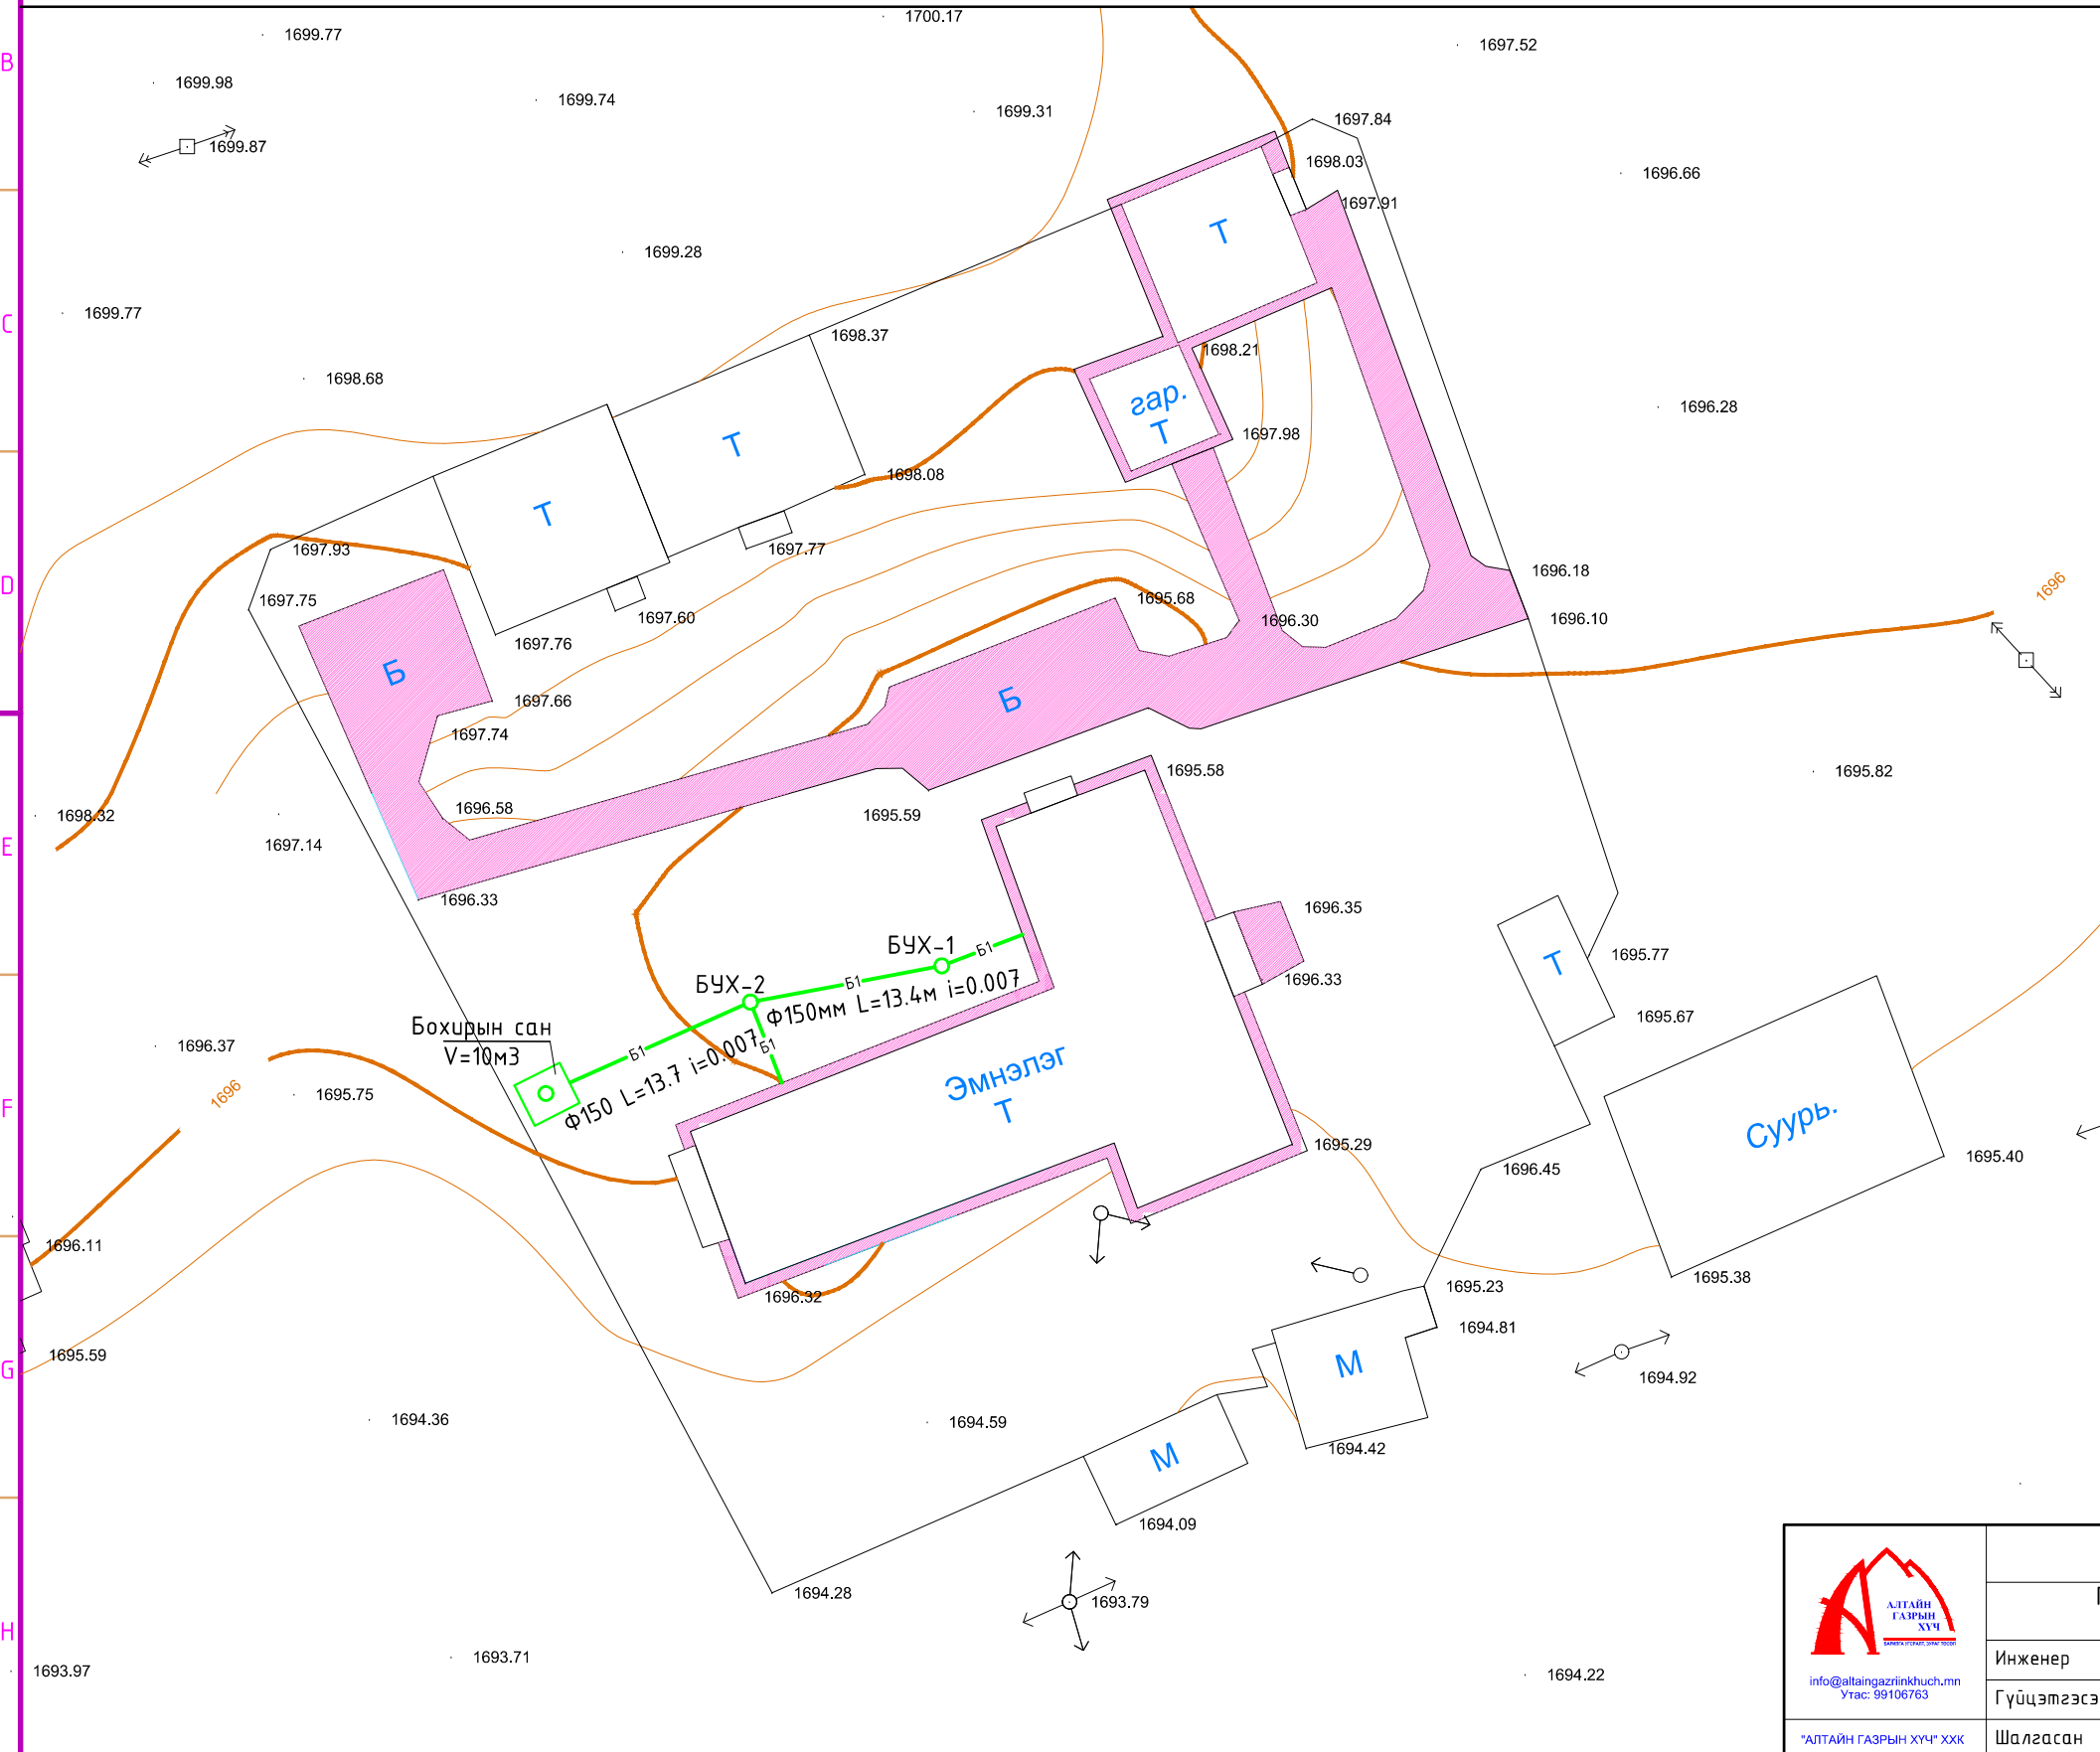 1700.17
1699.77
1697.52
B
1699.98
1699.74
1699.31
1697.84
1699.87
1698.03
1696.66
1697.91
Т
1699.28
1699.77
C
1698.37
1698.21
1698.68
гар.
Т
1696.28
1697.98
Т
1698.08
Т
1697.93
1697.77
D
1696.18
1696
1697.75
1695.68
1697.60
1696.30
1696.10
1697.76
Б
Б
1697.66
1697.74
1695.58
1695.82
1696.58
1698.32
1695.59
1697.14
E
1696.33
1696.35
БУХ-1
Б1
1695.77
Т
БУХ-2
Б1
1696.33
Ф150мм L=13.4м i=0.007
1695.67
Бохирын сан
V=10м3
Б1
Б1
Ф150 L=13.7 i=0.007
1696.37
1696
1695.75
Эмнэлэг
Т
F
Суурь.
1695.29
1695.40
1696.45
1696.11
1695.38
1696.32
1695.23
1694.81
1695.59
G
М
1694.92
1694.36
1694.59
1694.42
М
1694.09
1694.28
1693.79
H
1693.97
1693.71
1694.22
АЛТАЙН
ГАЗРЫН
ХҮЧ
info@altaingazriinkhuch.mn
Утас: 99106763
"АЛТАЙН ГАЗРЫН ХҮЧ" ХХК
Инженер
Гүйцэтгэсэ
Шалгасан